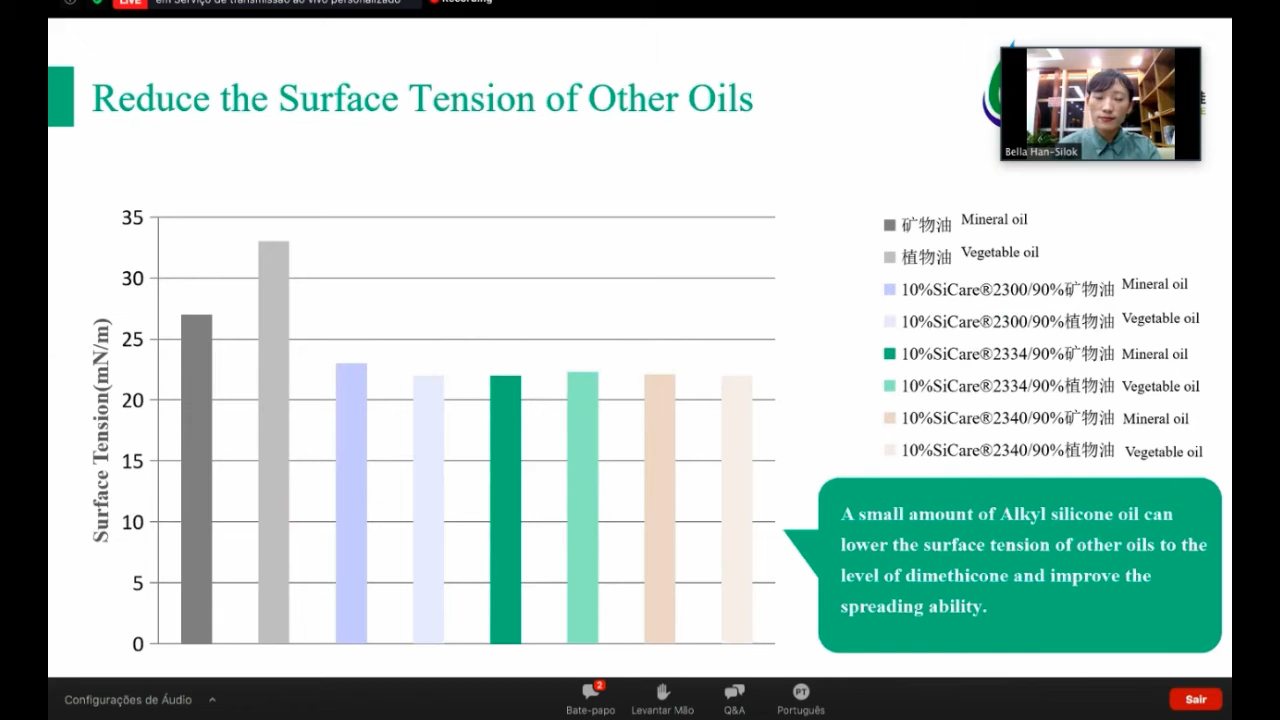 LIVE em Serviço de transmissão ao vivo personalizado Recording
Reduce the Surface Tension of Other Oils
Bella Han-Silok
Surface Tension(mN/m)
35
30
25
20
15
10
5
0
矿物油 Mineral oil
植物油 Vegetable oil
10%SiCare®2300/90%矿物油 Mineral oil
10%SiCare®2300/90%植物油 Vegetable oil
10%SiCare®2334/90%矿物油 Mineral oil
10%SiCare®2334/90%植物油 Vegetable oil
10%SiCare®2340/90%矿物油 Mineral oil
10%SiCare®2340/90%植物油 Vegetable oil
A small amount of Alkyl silicone oil can
lower the surface tension of other oils to the
level of dimethicone and improve the
spreading ability.
Configurações de Áudio
2
Bate-papo
Levantar Mão
Q&A
PT
Português
Sair